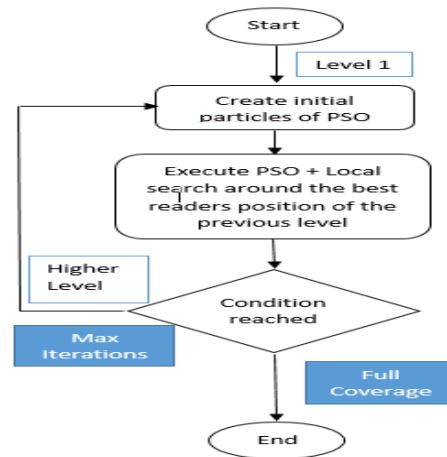 Start
Level 1
Create initial
particles of PSO
Execute PSO + Local
search around the best
readers position of the
previous level
Higher
Level
Condition
reached
Max
Iterations
Full
Coverage
End